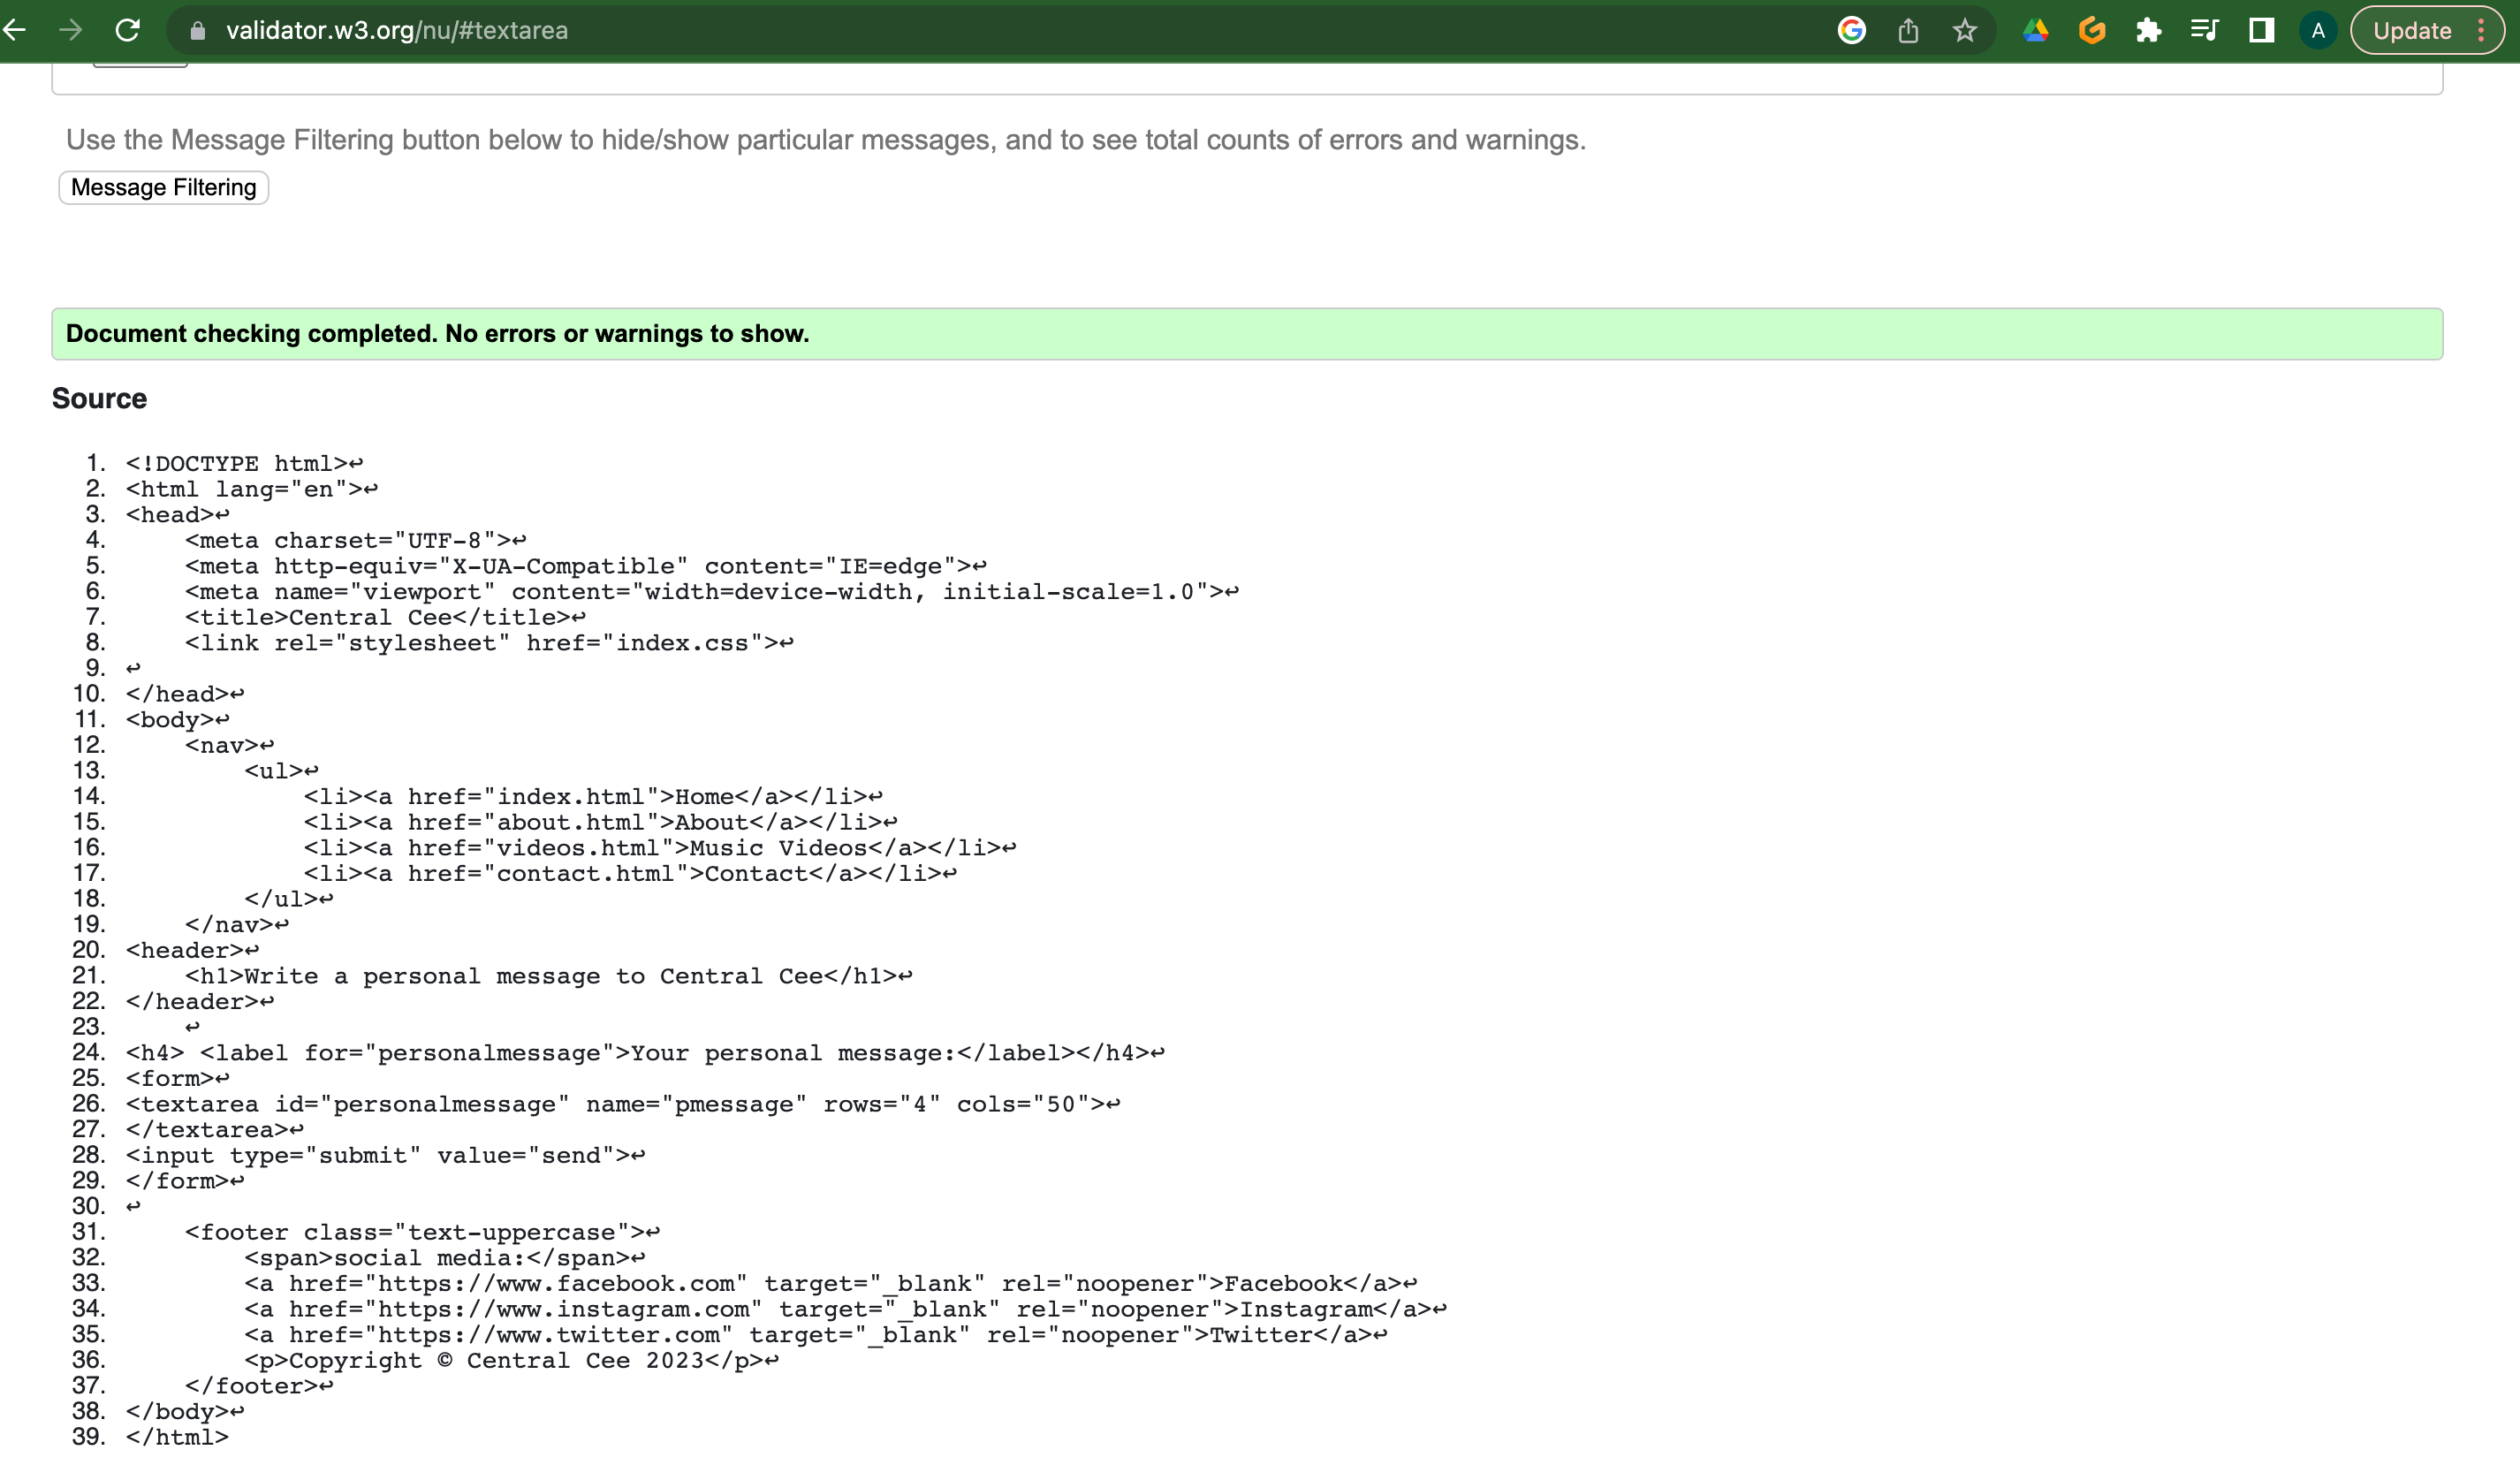 validator.w3.org/nu/#textarea
A
Update
Use the Message Filtering button below to hide/show particular messages, and to see total counts of errors and warnings.
Message Filtering
Document checking completed. No errors or warnings to show.
Source
1. <!DOCTYPE html>↩
2. <html lang="en">↩
3. <head>↩
4.     <meta charset="UTF-8">↩
5.     <meta http-equiv="X-UA-Compatible" content="IE=edge">↩
6.     <meta name="viewport" content="width=device-width, initial-scale=1.0">↩
7.     <title>Central Cee</title>↩
8.     <link rel="stylesheet" href="index.css">↩
9. ↩
10. </head>↩
11. <body>↩
12.     <nav>↩
13.         <ul>↩
14.             <li><a href="index.html">Home</a></li>↩
15.             <li><a href="about.html">About</a></li>↩
16.             <li><a href="videos.html">Music Videos</a></li>↩
17.             <li><a href="contact.html">Contact</a></li>↩
18.         </ul>↩
19.     </nav>↩
20. <header>↩
21.     <h1>Write a personal message to Central Cee</h1>↩
22. </header>↩
23.     ↩
24. <h4> <label for="personalmessage">Your personal message:</label></h4>↩
25. <form>↩
26. <textarea id="personalmessage" name="pmessage" rows="4" cols="50">↩
27. </textarea>↩
28. <input type="submit" value="send">↩
29. </form>↩
30. ↩
31.     <footer class="text-uppercase">↩
32.         <span>social media:</span>↩
33.         <a href="https://www.facebook.com" target="_blank" rel="noopener">Facebook</a>↩
34.         <a href="https://www.instagram.com" target="_blank" rel="noopener">Instagram</a>↩
35.         <a href="https://www.twitter.com" target="_blank" rel="noopener">Twitter</a>↩
36.         <p>Copyright © Central Cee 2023</p>↩
37.     </footer>↩
38. </body>↩
39. </html>